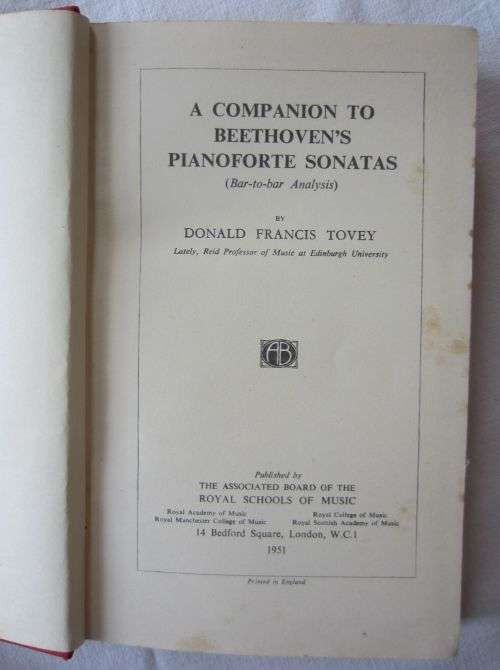 A COMPANION TO
BEETHOVEN'S
PIANOFORTE SONATAS
(Bar-to-bar Analysis)
BY
DONALD FRANCIS TOVEY
Lately, Reid Professor of Music at Edinburgh University
AB
Published by
THE ASSOCIATED BOARD OF THE
ROYAL SCHOOLS OF MUSIC
Royal Academy of Music Royal College of Music
Royal Manchester College of Music Royal Scottish Academy of Music
14 Bedford Square, London, W.C.1
1951
Printed in England